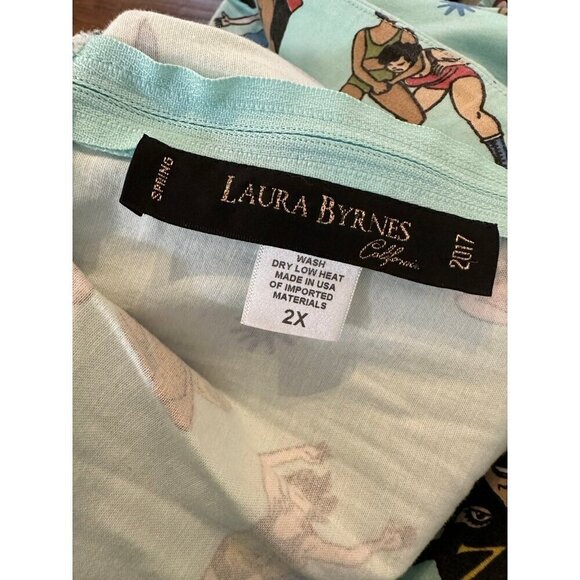 SPRING
LAURA BYRNES
California
2017
WASH
DRY LOW HEAT
MADE IN USA
OF IMPORTED
MATERIALS
2X